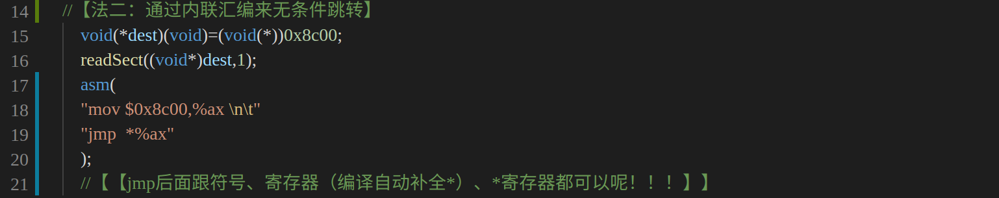 14 //【法二：通过内联汇编来无条件跳转】
15 void(*dest)(void)=(void(*))0x8c00;
16 readSect((void*)dest,1);
17 asm(
18 "mov $0x8c00,%ax \n\t"
19 "jmp  *%ax"
20 );
21 //【【jmp后面跟符号、寄存器（编译自动补全*）、*寄存器都可以呢！！！】】